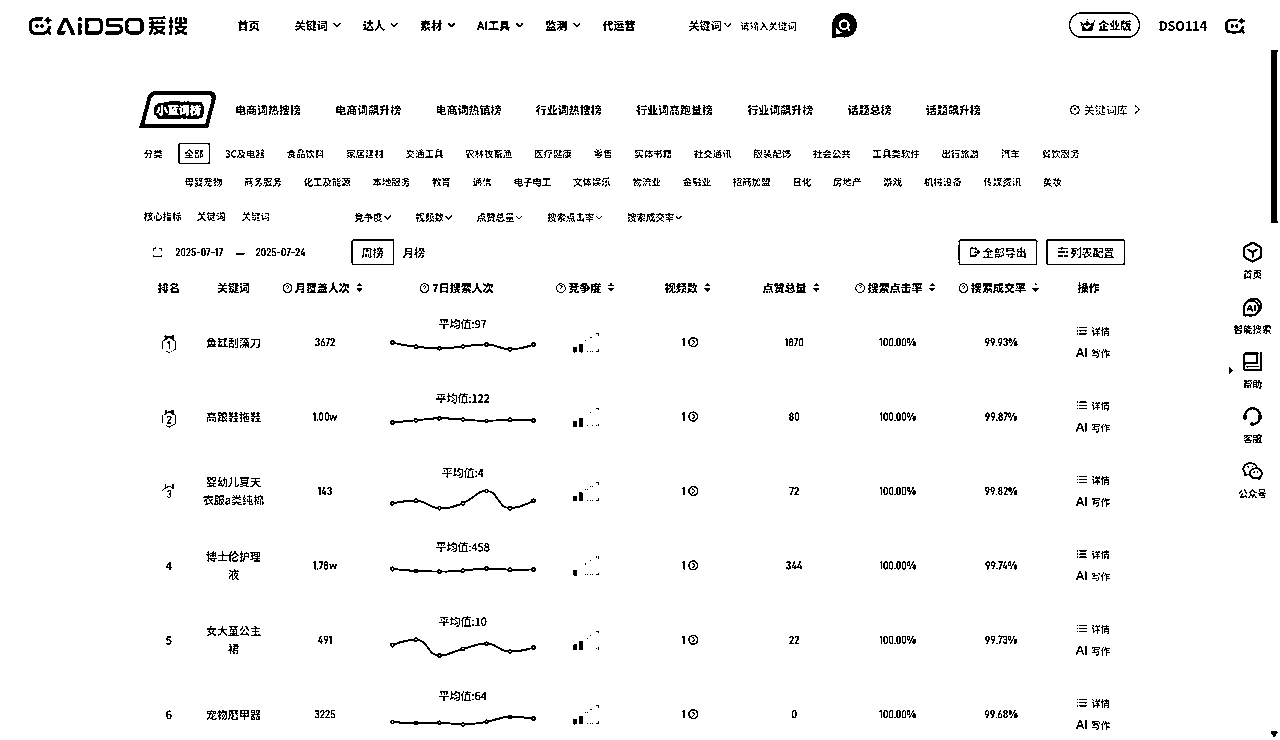 AiDSO 爱搜 首页 关键词 达人 素材 AI工具 监测 代运营 关键词 请输入关键词 企业版 DSO114
小蓝词榜 电商词热搜榜 电商词飙升榜 电商词热销榜 行业词热搜榜 行业词高跑量榜 行业词飙升榜 话题总榜 话题飙升榜 关键词库
分类 全部 3C及电器 食品饮料 家居建材 交通工具 农林牧畜渔 医疗健康 零售 实体书籍 社交通讯 服装配饰 社会公共 工具类软件 出行旅游 汽车 餐饮服务
母婴宠物 商务服务 化工及能源 本地服务 教育 通信 电子电工 文体娱乐 物流业 金融业 招商加盟 日化 房地产 游戏 机械设备 传媒资讯 美妆
核心指标 关键词 关键词 竞争度 视频数 点赞总量 搜索点击率 搜索成交率
2025-07-17 — 2025-07-24 周榜 月榜 全部导出 列表配置
排名 关键词 月覆盖人次 7日搜索人次 竞争度 视频数 点赞总量 搜索点击率 搜索成交率 操作
平均值:97
1 鱼缸刮藻刀 3672 1 1870 100.00% 99.93% 详情
AI 写作
平均值:122
2 高跟鞋拖鞋 1.00w 1 80 100.00% 99.87% 详情
AI 写作
平均值:4
3 婴幼儿夏天
衣服a类纯棉 143 1 72 100.00% 99.82% 详情
AI 写作
平均值:458
4 博士伦护理
液 1.78w 1 344 100.00% 99.74% 详情
AI 写作
平均值:10
5 女大童公主
裙 491 1 22 100.00% 99.73% 详情
AI 写作
平均值:64
6 宠物磨甲器 3225 1 0 100.00% 99.68% 详情
AI 写作
首页
AI
智能搜索
帮助
客服
公众号